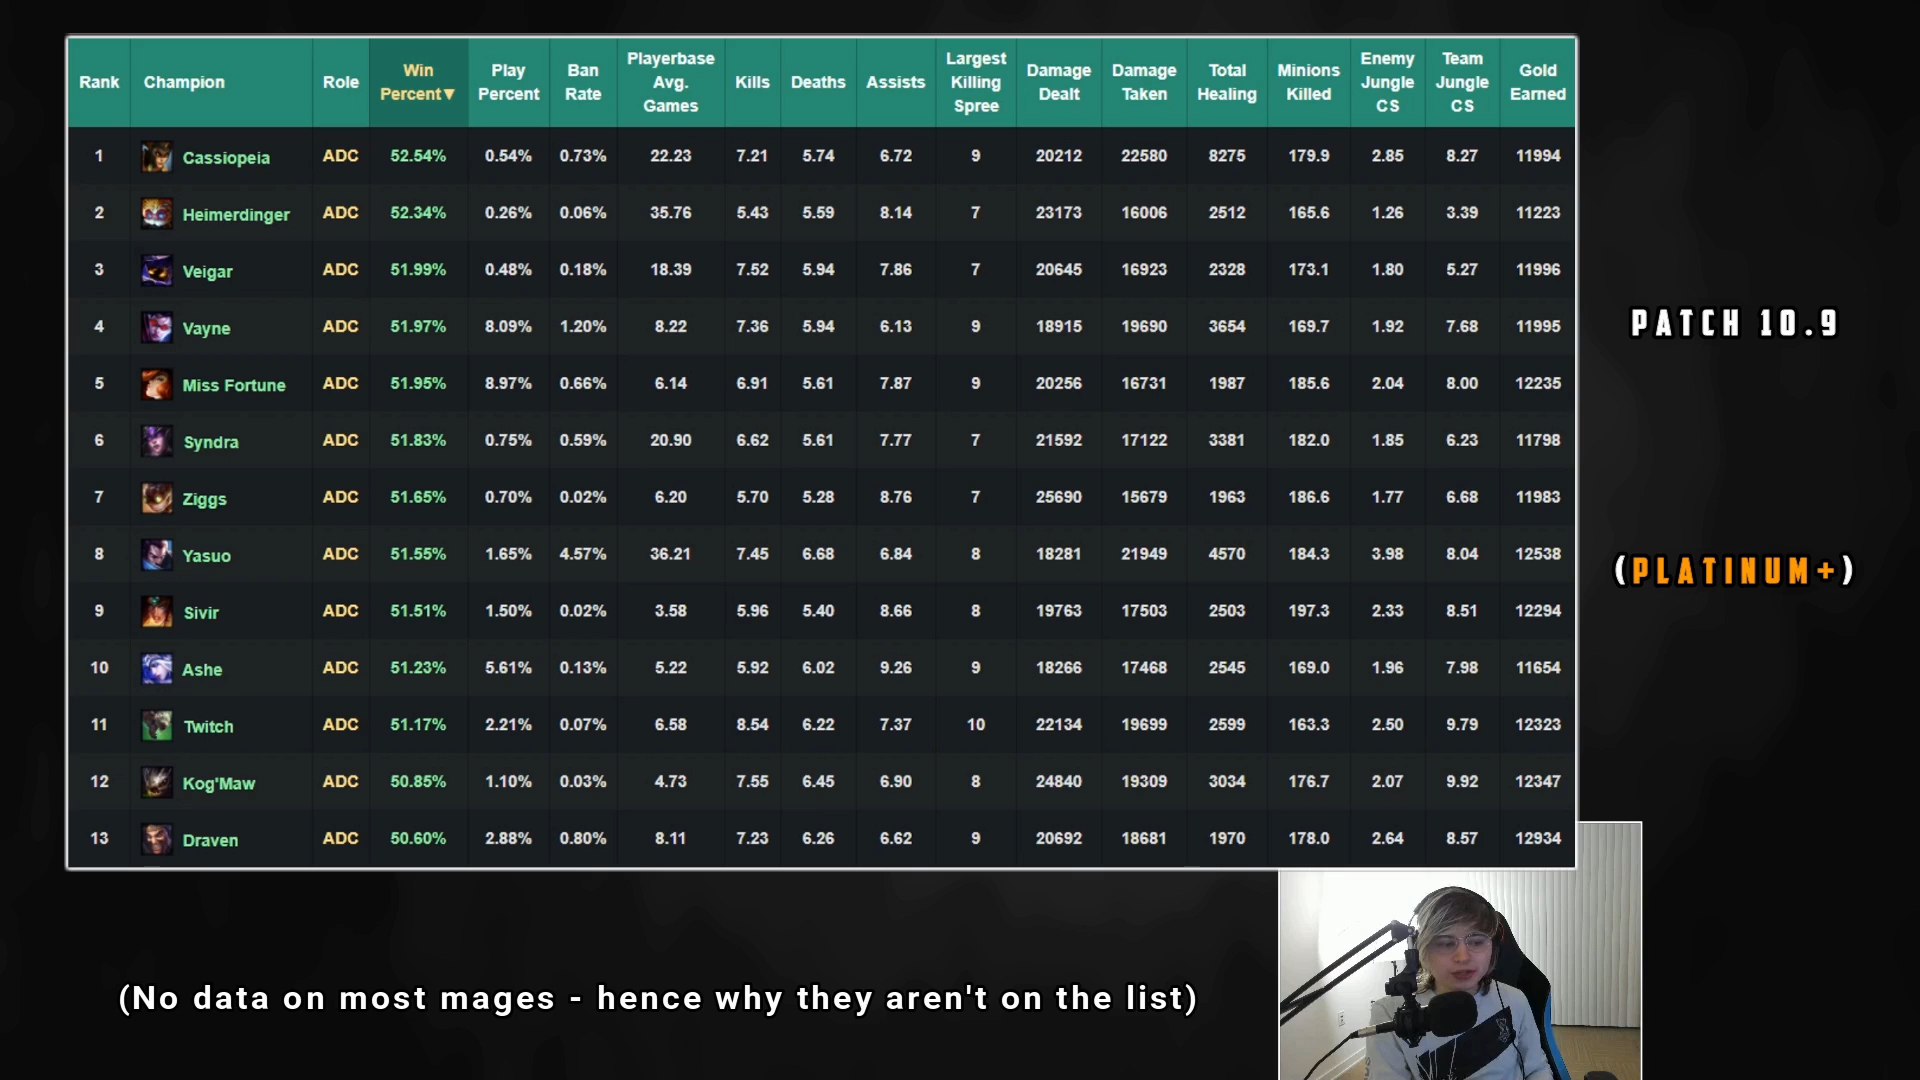 Rank Champion Role Win Percent▼ Play Percent Ban Rate Playerbase Avg. Games Kills Deaths Assists Largest Killing Spree Damage Dealt Damage Taken Total Healing Minions Killed Enemy Jungle CS Team Jungle CS Gold Earned
1 Cassiopeia ADC 52.54% 0.54% 0.73% 22.23 7.21 5.74 6.72 9 20212 22580 8275 179.9 2.85 8.27 11994
2 Heimerdinger ADC 52.34% 0.26% 0.06% 35.76 5.43 5.59 8.14 7 23173 16006 2512 165.6 1.26 3.39 11223
3 Veigar ADC 51.99% 0.48% 0.18% 18.39 7.52 5.94 7.86 7 20645 16923 2328 173.1 1.80 5.27 11996
4 Vayne ADC 51.97% 8.09% 1.20% 8.22 7.36 5.94 6.13 9 18915 19690 3654 169.7 1.92 7.68 11995
PATCH 10.9
5 Miss Fortune ADC 51.95% 8.97% 0.66% 6.14 6.91 5.61 7.87 9 20256 16731 1987 185.6 2.04 8.00 12235
6 Syndra ADC 51.83% 0.75% 0.59% 20.90 6.62 5.61 7.77 7 21592 17122 3381 182.0 1.85 6.23 11798
7 Ziggs ADC 51.65% 0.70% 0.02% 6.20 5.70 5.28 8.76 7 25690 15679 1963 186.6 1.77 6.68 11983
8 Yasuo ADC 51.55% 1.65% 4.57% 36.21 7.45 6.68 6.84 8 18281 21949 4570 184.3 3.98 8.04 12538
(PLATINUM+)
9 Sivir ADC 51.51% 1.50% 0.02% 3.58 5.96 5.40 8.66 8 19763 17503 2503 197.3 2.33 8.51 12294
10 Ashe ADC 51.23% 5.61% 0.13% 5.22 5.92 6.02 9.26 9 18266 17468 2545 169.0 1.96 7.98 11654
11 Twitch ADC 51.17% 2.21% 0.07% 6.58 8.54 6.22 7.37 10 22134 19699 2599 163.3 2.50 9.79 12323
12 Kog'Maw ADC 50.85% 1.10% 0.03% 4.73 7.55 6.45 6.90 8 24840 19309 3034 176.7 2.07 9.92 12347
13 Draven ADC 50.60% 2.88% 0.80% 8.11 7.23 6.26 6.62 9 20692 18681 1970 178.0 2.64 8.57 12934
(No data on most mages - hence why they aren't on the list)